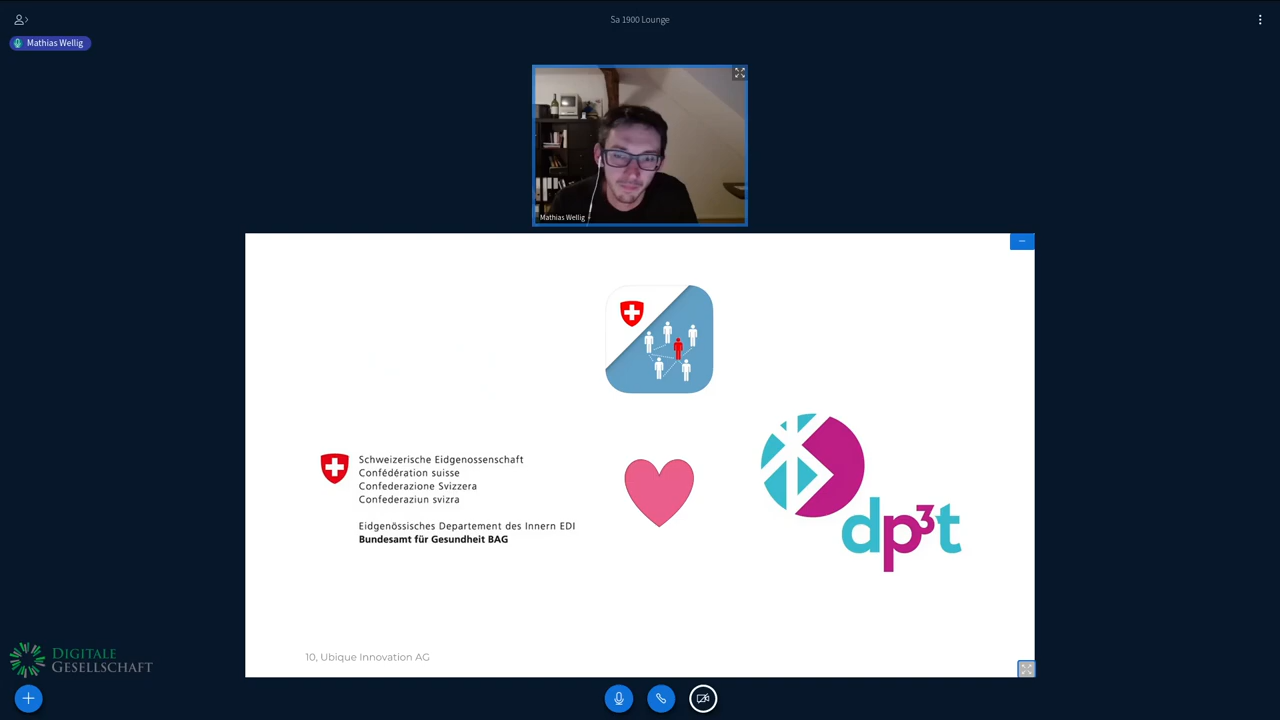 Sa 1900 Lounge
Mathias Wellig
Mathias Wellig
Schweizerische Eidgenossenschaft
Confédération suisse
Confederazione Svizzera
Confederaziun svizra
Eidgenössisches Departement des Innern EDI
Bundesamt für Gesundheit BAG
dp³t
10, Ubique Innovation AG
DIGITALE
GESELLSCHAFT